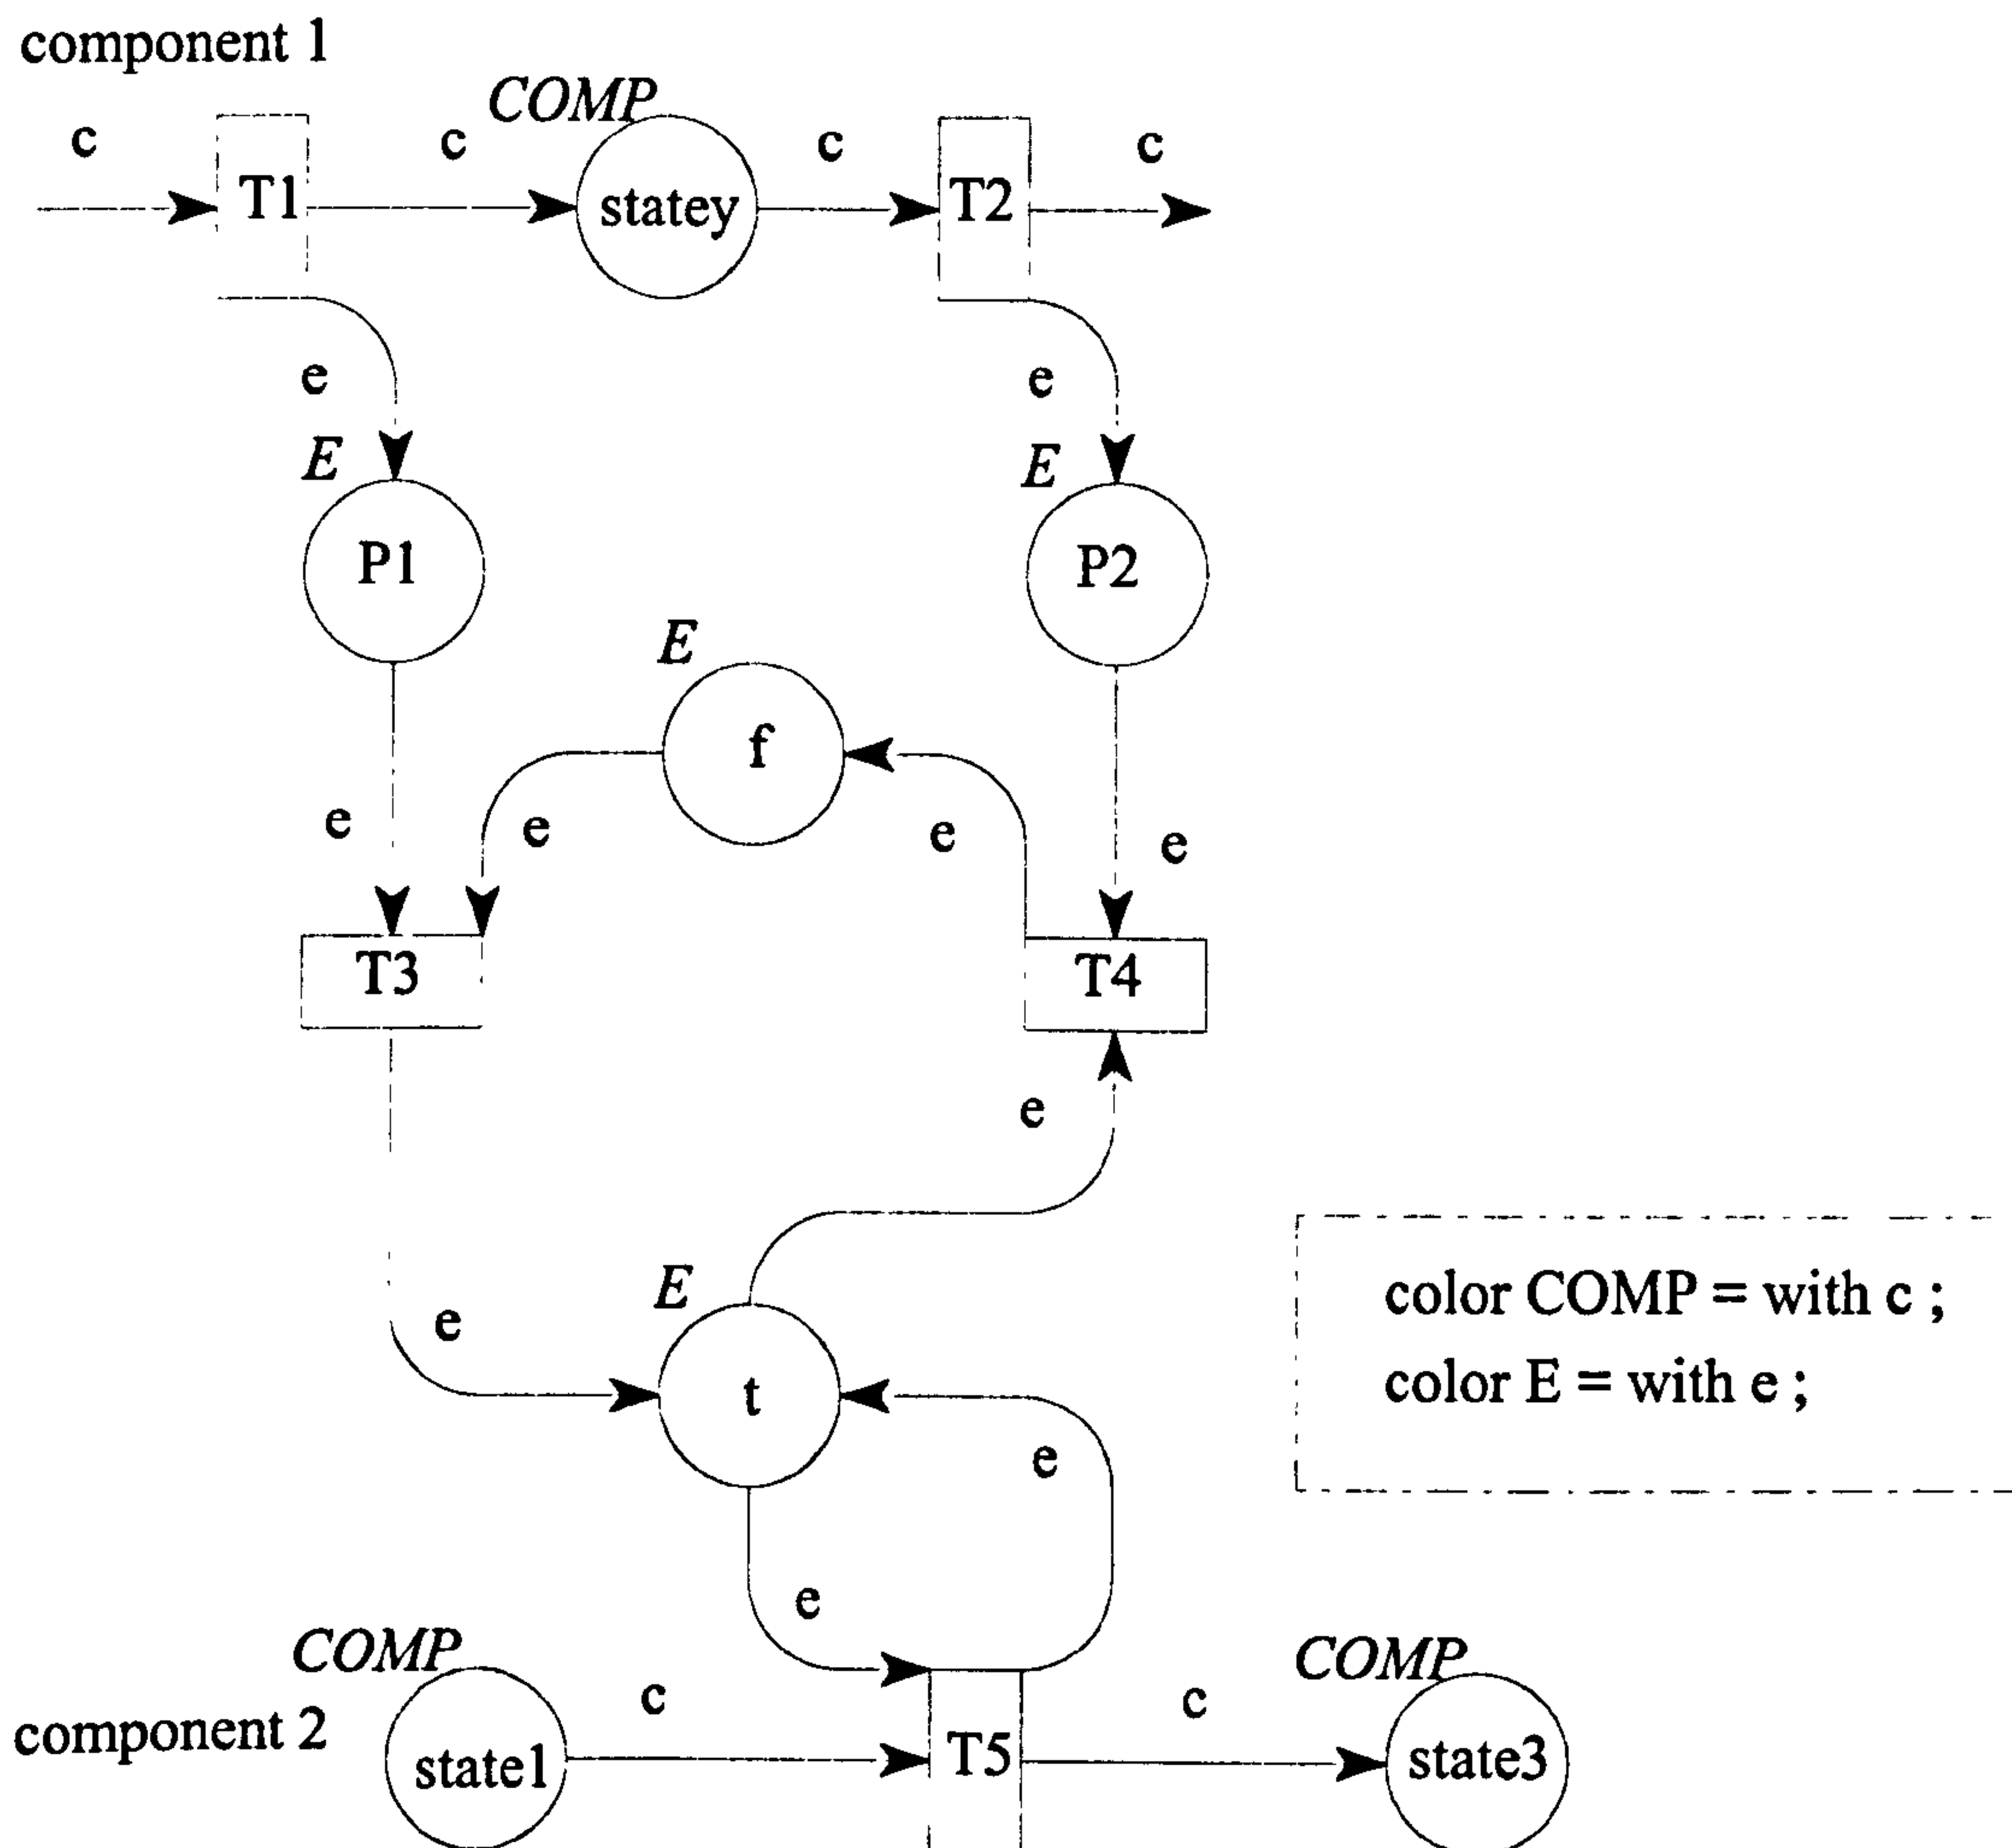 component 1
COMP
c
c
c
c
T1
statey
T2
e
e
E
E
P1
P2
E
f
e
e
e
e
T3
T4
e
E
e
color COMP = with c ;
color E = with e ;
t
e
e
COMP
COMP
c
c
component 2
state1
T5
state3